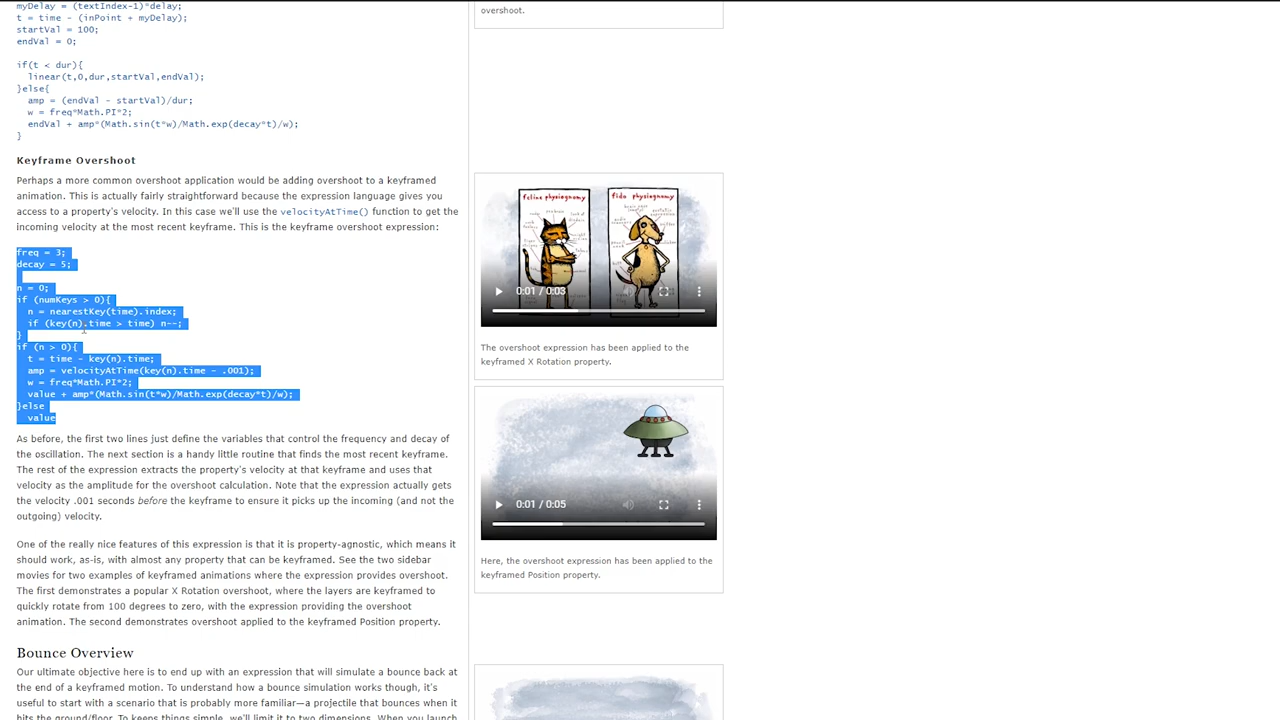 myDelay = (textIndex-1)*delay;
t = time - (inPoint + myDelay);
startVal = 100;
endVal = 0;
if(t < dur){
linear(t,0,dur,startVal,endVal);
}else{
amp = (endVal - startVal)/dur;
w = freq*Math.PI*2;
endVal + amp*(Math.sin(t*w)/Math.exp(decay*t)/w);
}
Keyframe Overshoot
Perhaps a more common overshoot application would be adding overshoot to a keyframed
animation. This is actually fairly straightforward because the expression language gives you
access to a property's velocity. In this case we'll use the velocityAtTime() function to get the
incoming velocity at the most recent keyframe. This is the keyframe overshoot expression:
freq = 3;
decay = 5;
n = 0;
if (numKeys > 0){
n = nearestKey(time).index;
if (key(n).time > time) n--;
}
if (n > 0){
t = time - key(n).time;
amp = velocityAtTime(key(n).time - .001);
w = freq*Math.PI*2;
value + amp*(Math.sin(t*w)/Math.exp(decay*t)/w);
}else
value
As before, the first two lines just define the variables that control the frequency and decay of
the oscillation. The next section is a handy little routine that finds the most recent keyframe.
The rest of the expression extracts the property's velocity at that keyframe and uses that
velocity as the amplitude for the overshoot calculation. Note that the expression actually gets
the velocity .001 seconds before the keyframe to ensure it picks up the incoming (and not the
outgoing) velocity.
One of the really nice features of this expression is that it is property-agnostic, which means it
should work, as-is, with almost any property that can be keyframed. See the two sidebar
movies for two examples of keyframed animations where the expression provides overshoot.
The first demonstrates a popular X Rotation overshoot, where the layers are keyframed to
quickly rotate from 100 degrees to zero, with the expression providing the overshoot
animation. The second demonstrates overshoot applied to the keyframed Position property.
Bounce Overview
Our ultimate objective here is to end up with an expression that will simulate a bounce back at
the end of a keyframed motion. To understand how a bounce simulation works though, it's
useful to start with a scenario that is probably more familiar—a projectile that bounces when it
hits the ground/floor. To keeps things simple, we'll limit it to two dimensions. When you launch
overshoot.
feline physiognomy
fido physiognomy
0:01 / 0:03
The overshoot expression has been applied to the
keyframed X Rotation property.
0:01 / 0:05
Here, the overshoot expression has been applied to the
keyframed Position property.